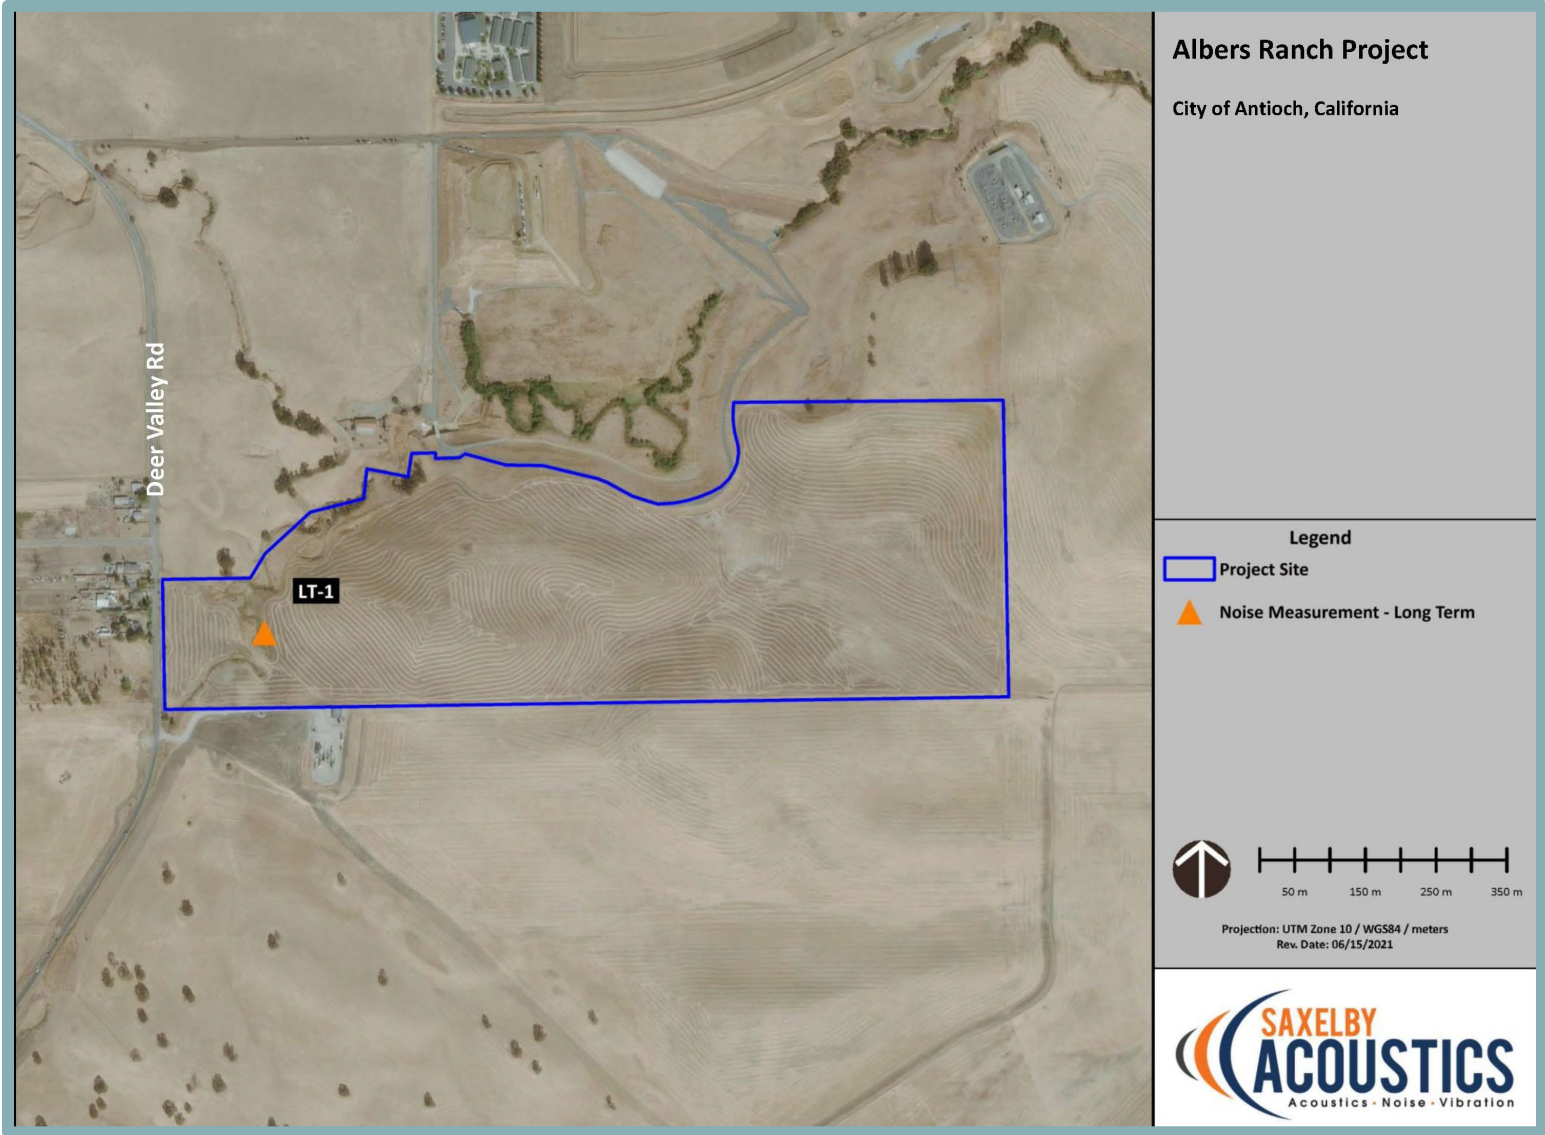 Albers Ranch Project
City of Antioch, California
Deer Valley Rd
LT-1
Legend
Project Site
Noise Measurement - Long Term
50 m 150 m 250 m 350 m
Projection: UTM Zone 10 / WGS84 / meters
Rev. Date: 06/15/2021
SAXELBY
ACOUSTICS
Acoustics • Noise • Vibration